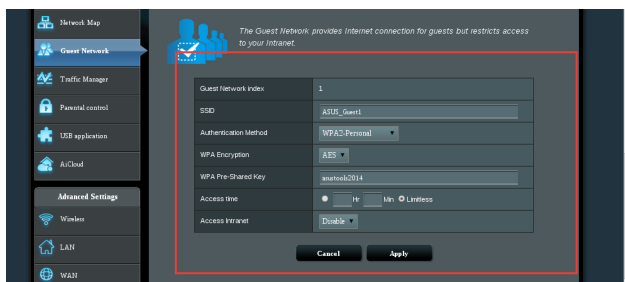 Network Map
Guest Network
Traffic Manager
Parental control
USB application
AiCloud
Advanced Settings
Wireless
LAN
WAN
The Guest Network provides Internet connection for guests but restricts access
to your Intranet.
Guest Network index 1
SSID ASUS_Guest1
Authentication Method WPA2-Personal
WPA Encryption AES
WPA Pre-Shared Key
Access time Hr Min Limitless
Access Intranet Disable
Cancel Apply